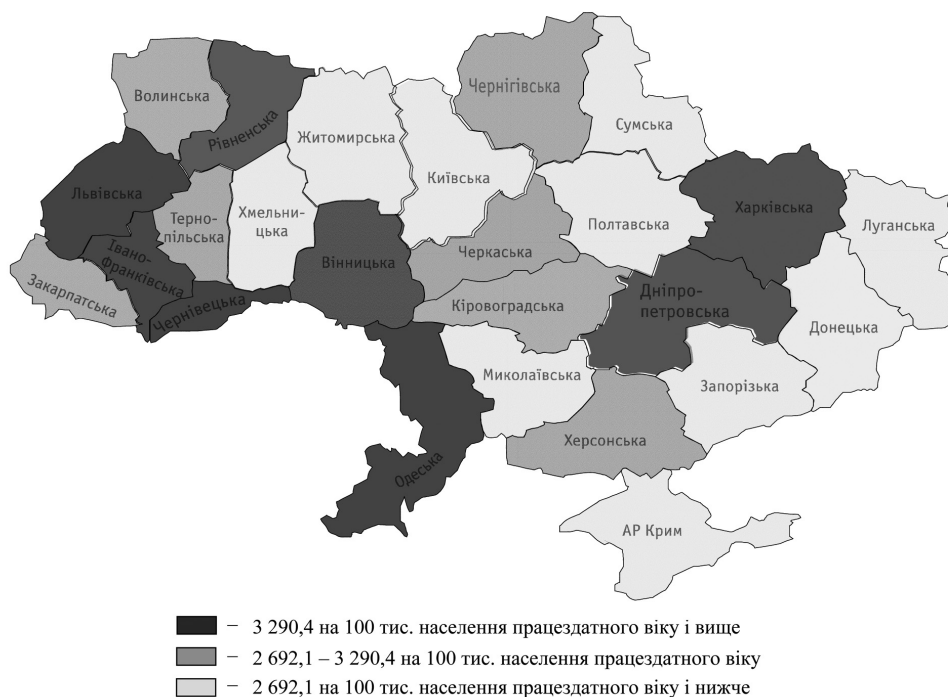 Волинська
Рівненська
Житомирська
Київська
Чернігівська
Сумська
Львівська
Терно-
пільська
Хмельни-
цька
Вінницька
Черкаська
Полтавська
Харківська
Луганська
Закарпатська
Івано-
Франківська
Чернівецька
Кіровоградська
Дніпро-
петровська
Донецька
Миколаївська
Запорізька
Одеська
Херсонська
АР Крим
– 3 290,4 на 100 тис. населення працездатного віку і вище
– 2 692,1 – 3 290,4 на 100 тис. населення працездатного віку
– 2 692,1 на 100 тис. населення працездатного віку і нижче